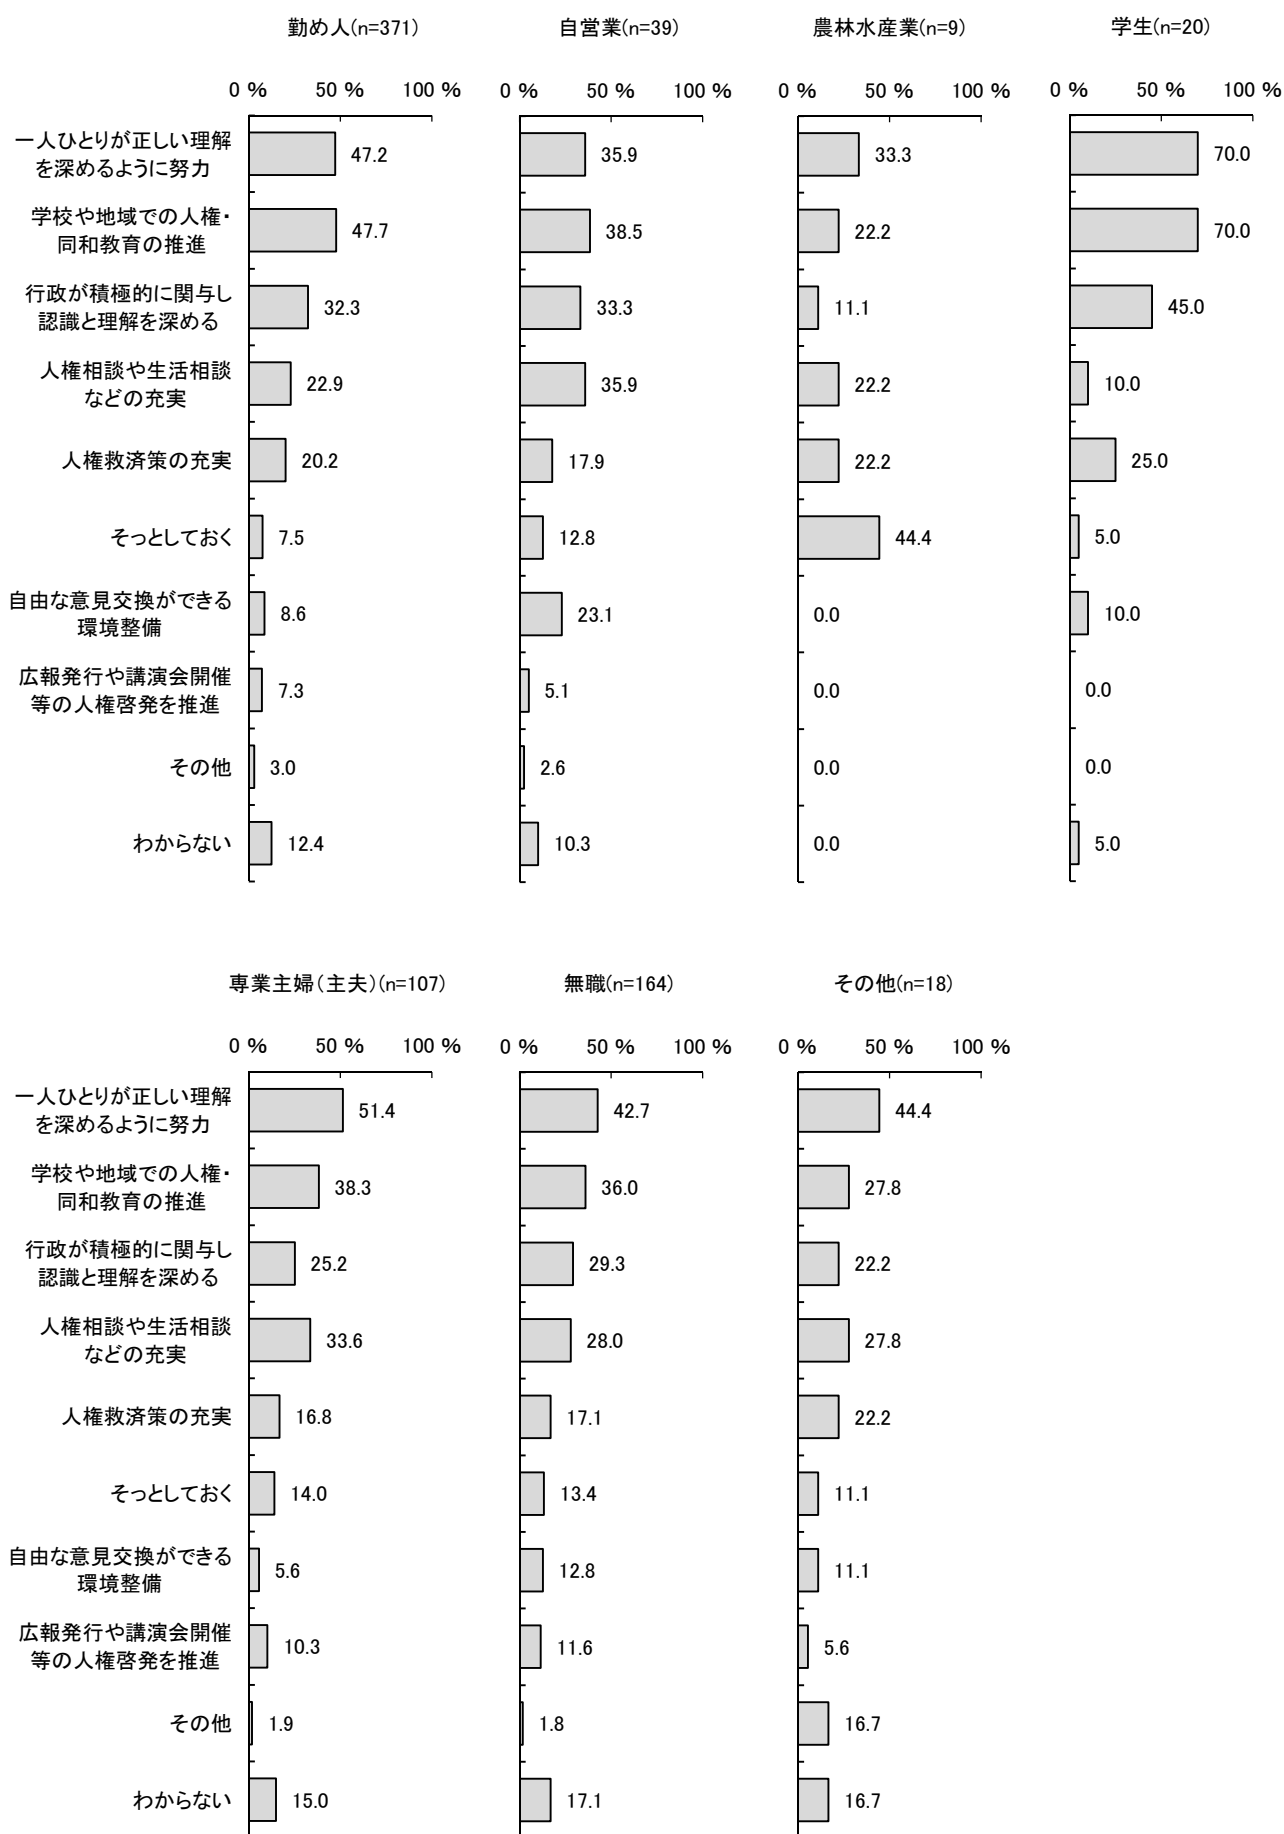 勤め人(n=371) 自営業(n=39) 農林水産業(n=9) 学生(n=20)
0 % 50 % 100 % 0 % 50 % 100 % 0 % 50 % 100 % 0 % 50 % 100 %
一人ひとりが正しい理解
を深めるように努力
47.2 35.9 33.3 70.0
学校や地域での人権・
同和教育の推進
47.7 38.5 22.2 70.0
行政が積極的に関与し
認識と理解を深める
32.3 33.3 11.1 45.0
人権相談や生活相談
などの充実
22.9 35.9 22.2 10.0
人権救済策の充実 20.2 17.9 22.2 25.0
そっとしておく 7.5 12.8 44.4 5.0
自由な意見交換ができる
環境整備
8.6 23.1 0.0 10.0
広報発行や講演会開催
等の人権啓発を推進
7.3 5.1 0.0 0.0
その他 3.0 2.6 0.0 0.0
わからない 12.4 10.3 0.0 5.0
専業主婦(主夫)(n=107) 無職(n=164) その他(n=18)
0 % 50 % 100 % 0 % 50 % 100 % 0 % 50 % 100 %
一人ひとりが正しい理解
を深めるように努力
51.4 42.7 44.4
学校や地域での人権・
同和教育の推進
38.3 36.0 27.8
行政が積極的に関与し
認識と理解を深める
25.2 29.3 22.2
人権相談や生活相談
などの充実
33.6 28.0 27.8
人権救済策の充実 16.8 17.1 22.2
そっとしておく 14.0 13.4 11.1
自由な意見交換ができる
環境整備
5.6 12.8 11.1
広報発行や講演会開催
等の人権啓発を推進
10.3 11.6 5.6
その他 1.9 1.8 16.7
わからない 15.0 17.1 16.7